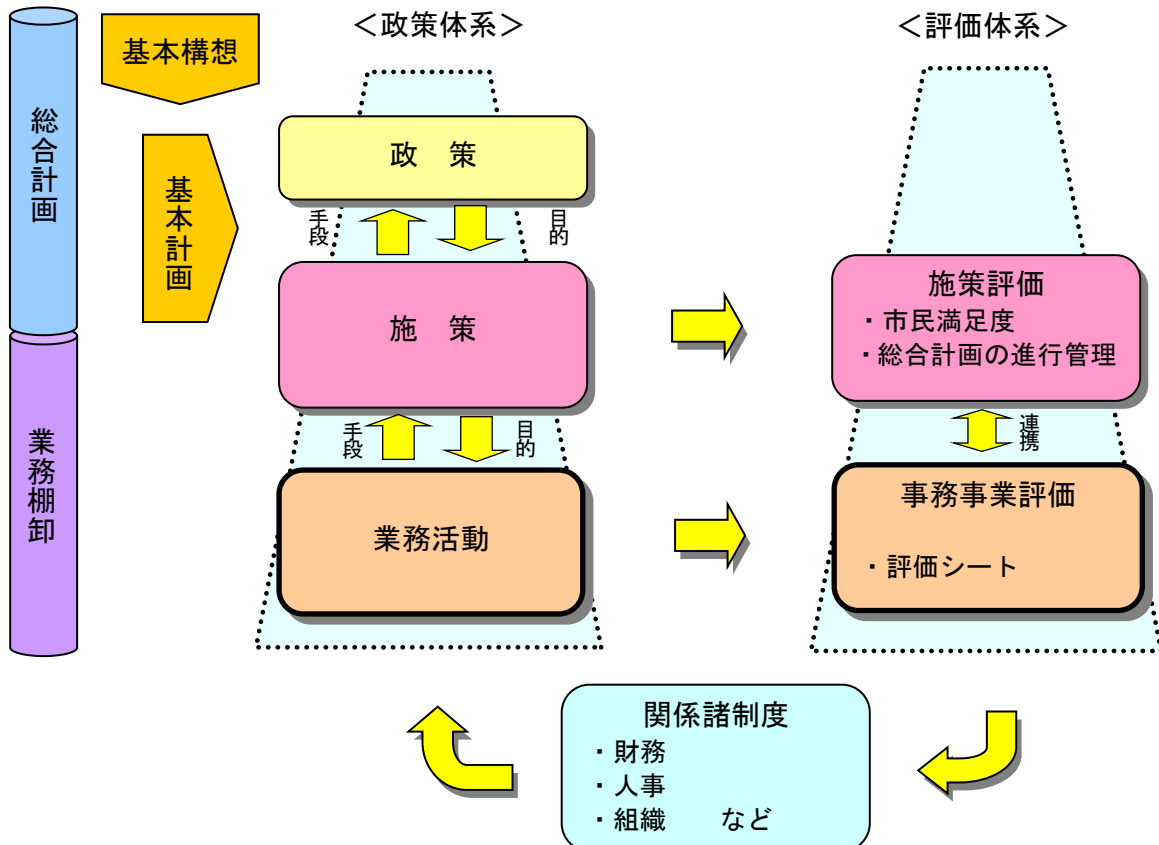 総合計画
業務棚卸
基本構想
基本計画
＜政策体系＞
政　策
手段
目的
施　策
手段
目的
業務活動
＜評価体系＞
施策評価
・市民満足度
・総合計画の進行管理
連携
事務事業評価
・評価シート
関係諸制度
・財務
・人事
・組織　　など